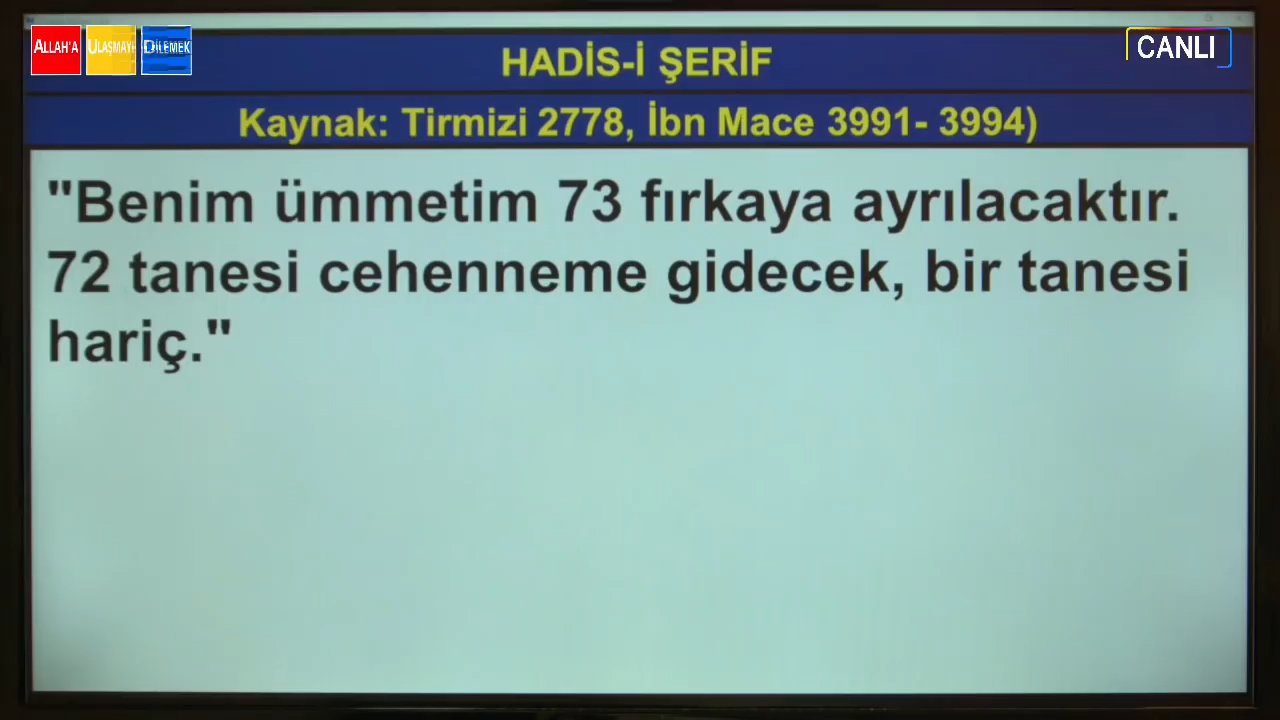 ALLAH'A ULAŞMAYI DİLEMEK
CANLI
HADİS-İ ŞERİF
Kaynak: Tirmizi 2778, İbn Mace 3991- 3994)
"Benim ümmetim 73 fırkaya ayrılacaktır.
72 tanesi cehenneme gidecek, bir tanesi
hariç."